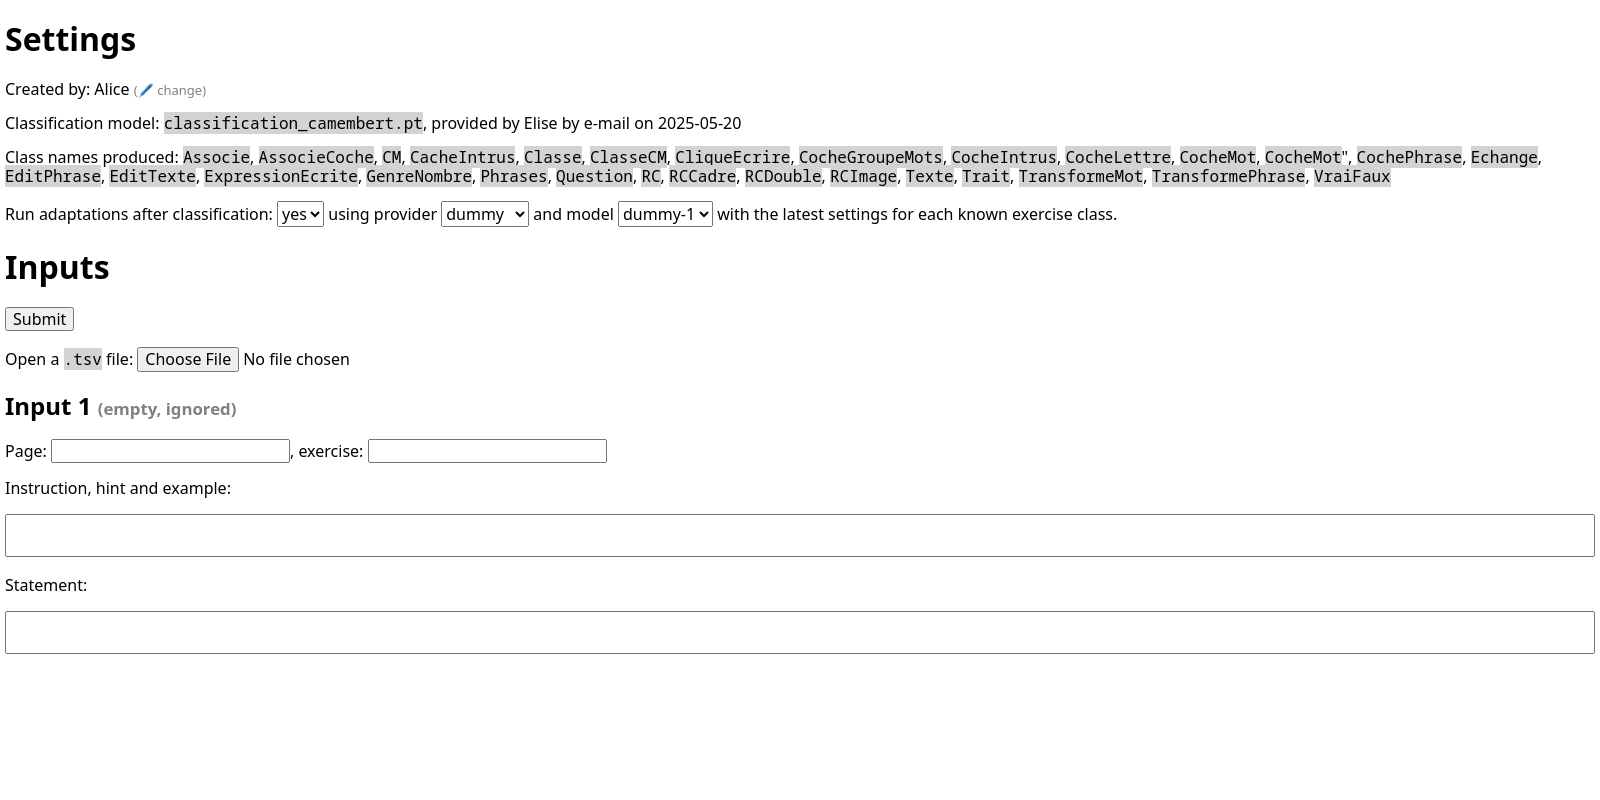 Settings
Created by: Alice (🖊️ change)
Classification model: classification_camembert.pt, provided by Elise by e-mail on 2025-05-20
Class names produced: Associe, AssocieCoche, CM, CacheIntrus, Classe, ClasseCM, CliqueEcrire, CocheGroupeMots, CocheIntrus, CocheLettre, CocheMot, CocheMot", CochePhrase, Echange,
EditPhrase, EditTexte, ExpressionEcrite, GenreNombre, Phrases, Question, RC, RCCadre, RCDouble, RCImage, Texte, Trait, TransformeMot, TransformePhrase, VraiFaux
Run adaptations after classification: yes using provider dummy and model dummy-1 with the latest settings for each known exercise class.
Inputs
Submit
Open a .tsv file: Choose File No file chosen
Input 1 (empty, ignored)
Page: , exercise:
Instruction, hint and example:
Statement: